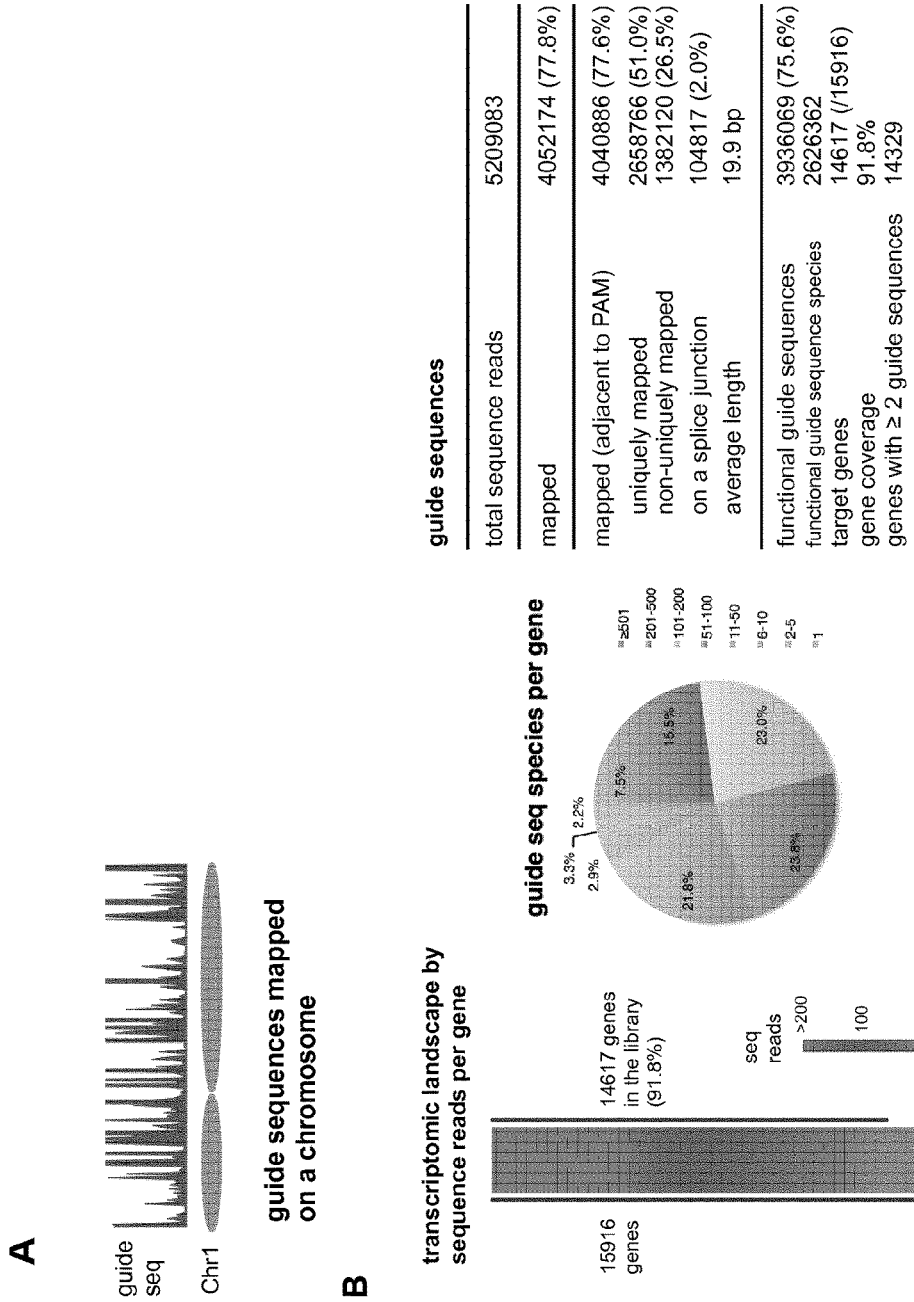 A
guide
seq
Chr1
guide sequences mapped
on a chromosome
B
transcriptomic landscape by
sequence reads per gene
15916
genes
14617 genes
in the library
(91.8%)
seq
reads
>200
100
guide seq species per gene
3.3%
2.2%
2.9%
7.5%
15.5%
21.8%
23.0%
23.8%
≥501
201-500
101-200
51-100
11-50
6-10
2-5
1
guide sequences
total sequence reads 5209083
mapped 4052174 (77.8%)
mapped (adjacent to PAM) 4040886 (77.6%)
uniquely mapped 2658766 (51.0%)
non-uniquely mapped 1382120 (26.5%)
on a splice junction 104817 (2.0%)
average length 19.9 bp
functional guide sequences 3936069 (75.6%)
functional guide sequence species 2626362
target genes 14617 (/15916)
gene coverage 91.8%
genes with ≥ 2 guide sequences 14329